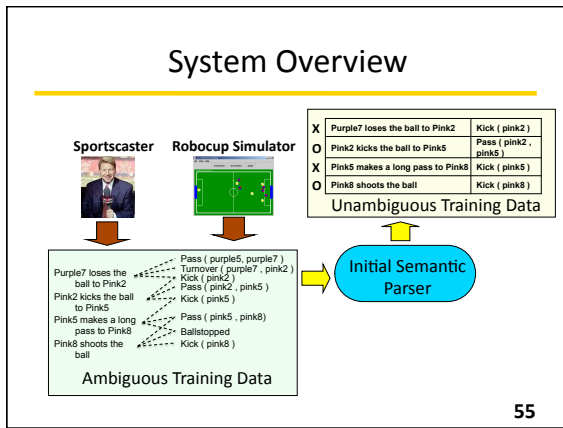 System Overview
Sportscaster
Robocup Simulator
X Purple7 loses the ball to Pink2 Kick ( pink2 )
O Pink2 kicks the ball to Pink5 Pass ( pink2 ,
pink5 )
X Pink5 makes a long pass to Pink8 Kick ( pink5 )
O Pink8 shoots the ball Kick ( pink8 )
Unambiguous Training Data
Purple7 loses the
ball to Pink2
Pink2 kicks the ball
to Pink5
Pink5 makes a long
pass to Pink8
Pink8 shoots the
ball
Pass ( purple5, purple7 )
Turnover ( purple7 , pink2 )
Kick ( pink2 )
Pass ( pink2 , pink5 )
Kick ( pink5 )
Pass ( pink5 , pink8 )
Ballstopped
Kick ( pink8 )
Ambiguous Training Data
Initial Semantic
Parser
55